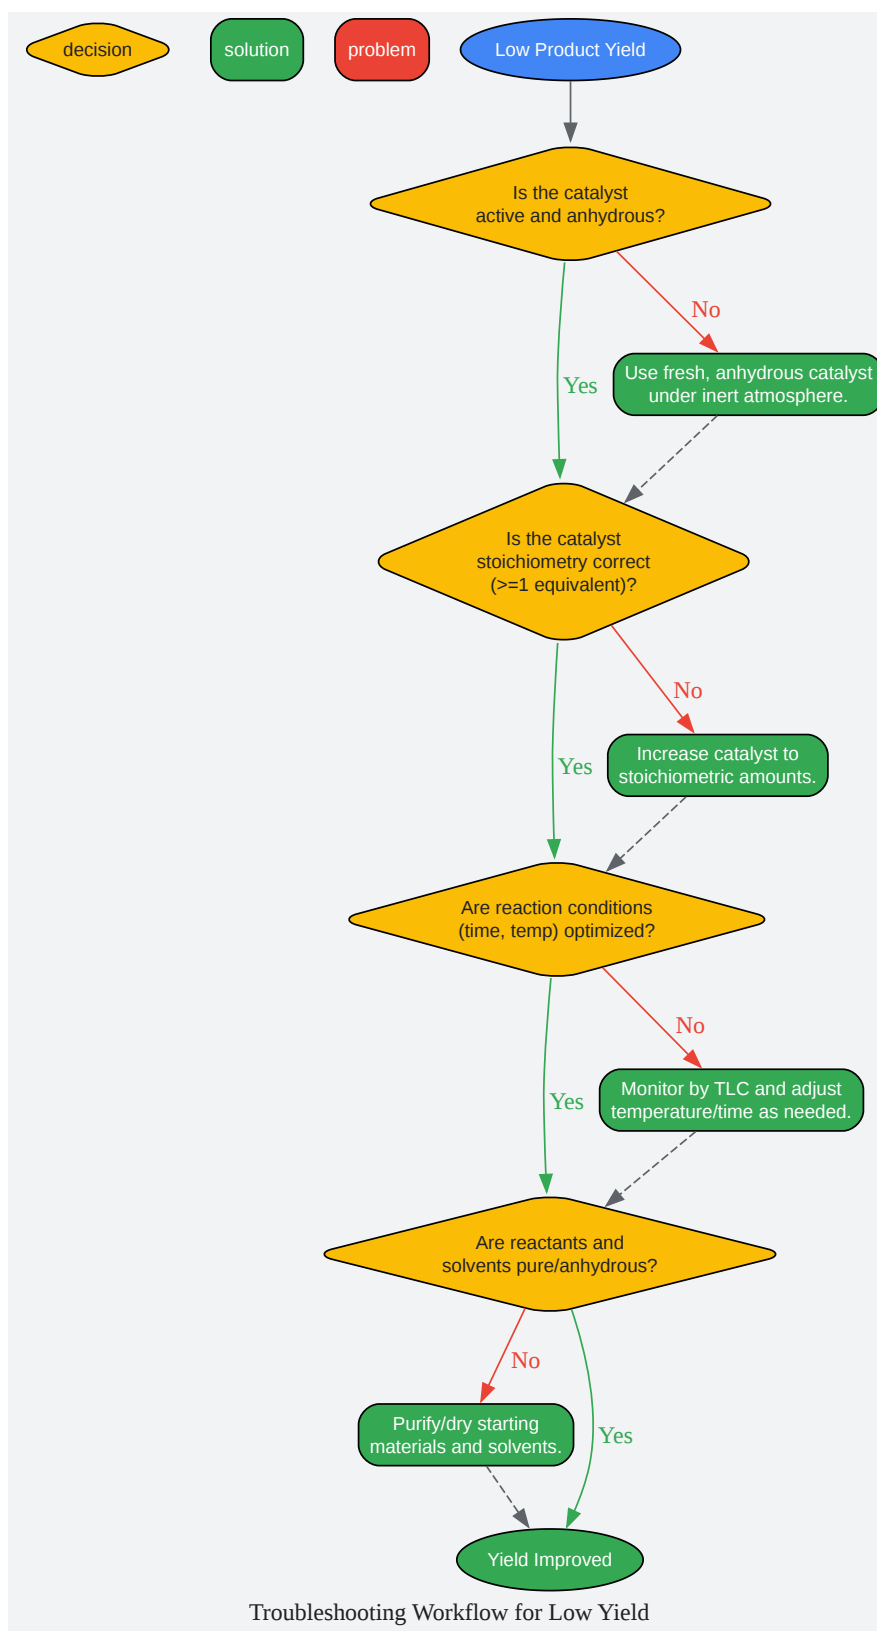 decision
solution
problem
Low Product Yield
Is the catalyst
active and anhydrous?
No
Use fresh, anhydrous catalyst
under inert atmosphere.
Yes
Is the catalyst
stoichiometry correct
(>=1 equivalent)?
No
Increase catalyst to
stoichiometric amounts.
Yes
Are reaction conditions
(time, temp) optimized?
No
Monitor by TLC and adjust
temperature/time as needed.
Yes
Are reactants and
solvents pure/anhydrous?
No
Purify/dry starting
materials and solvents.
Yes
Yield Improved
Troubleshooting Workflow for Low Yield